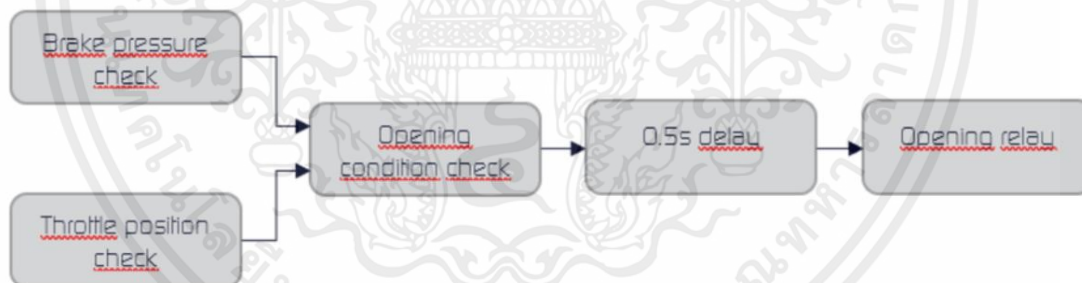 Brake pressure
check
Throttle position
check
Opening
condition check
0,5s delay
Opening relay